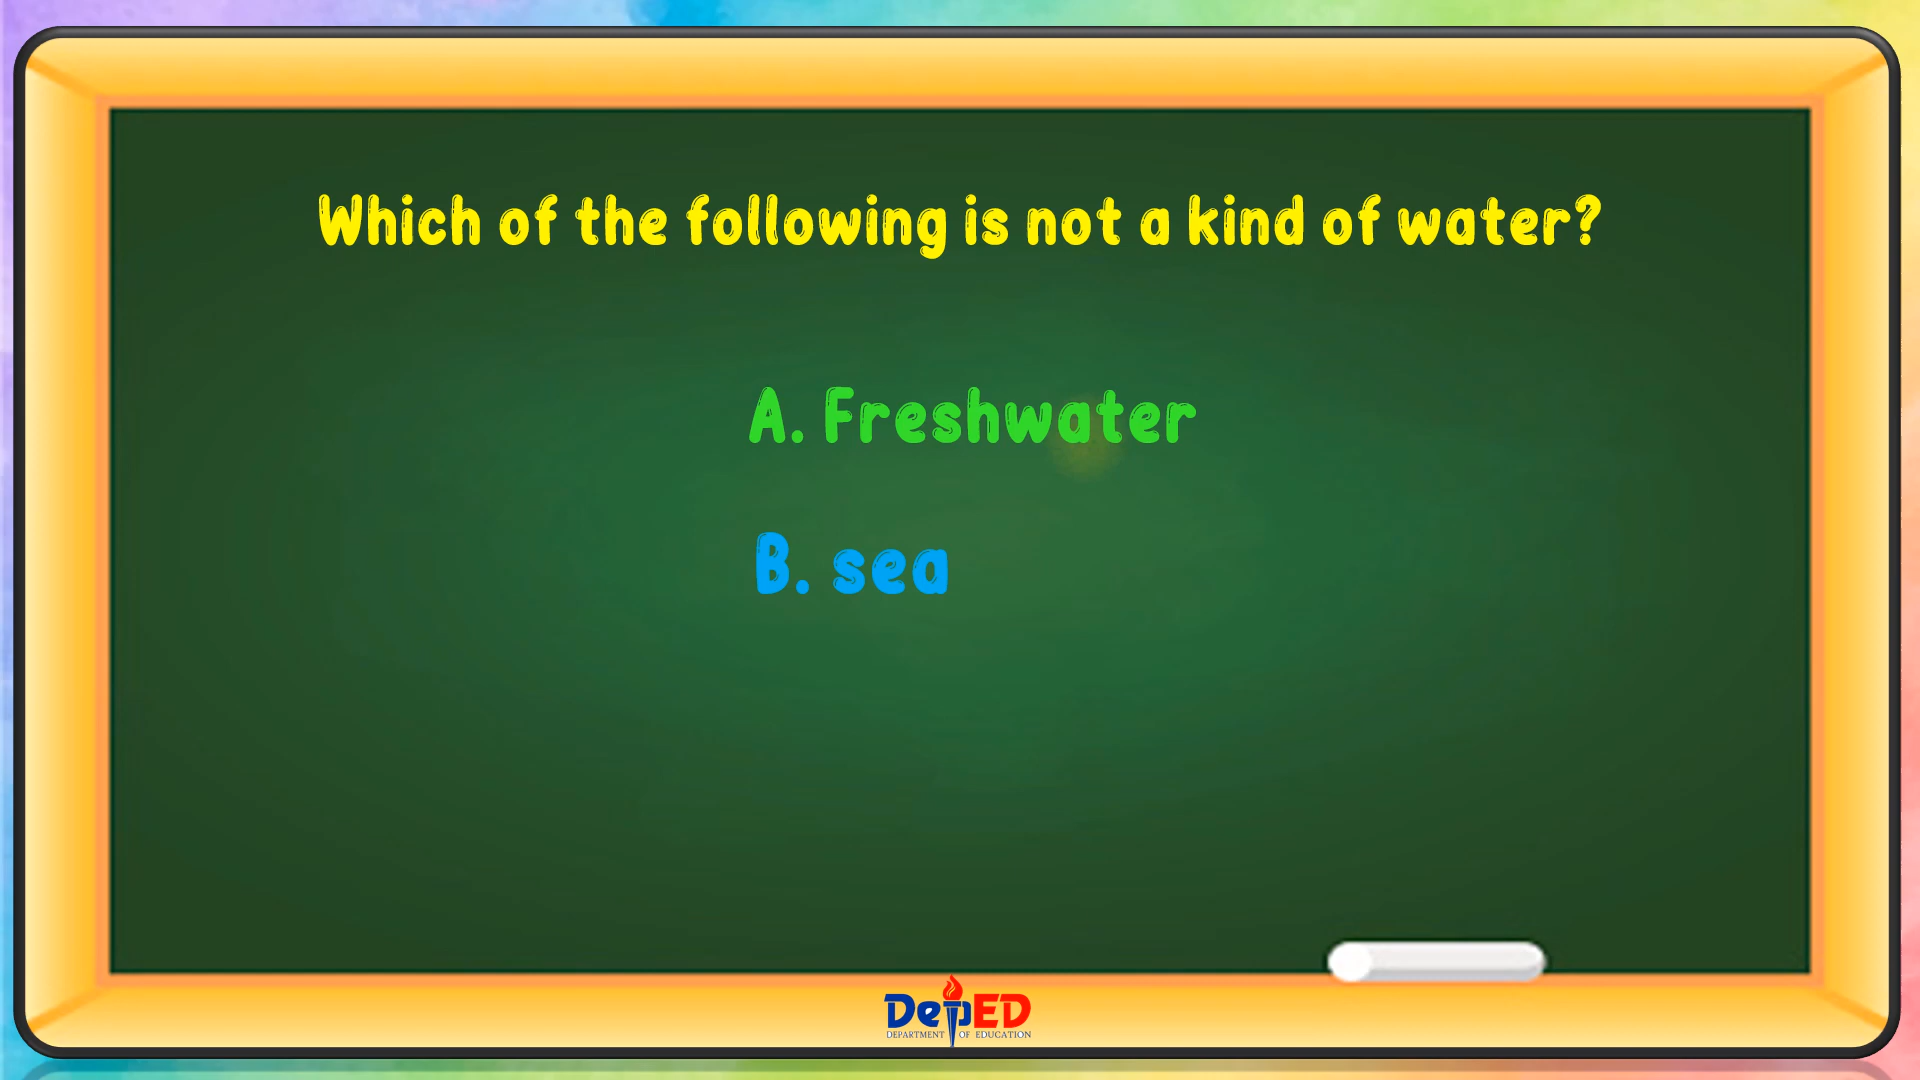 Which of the following is not a kind of water?
A. Freshwater
B. sea
DepED
DEPARTMENT OF EDUCATION